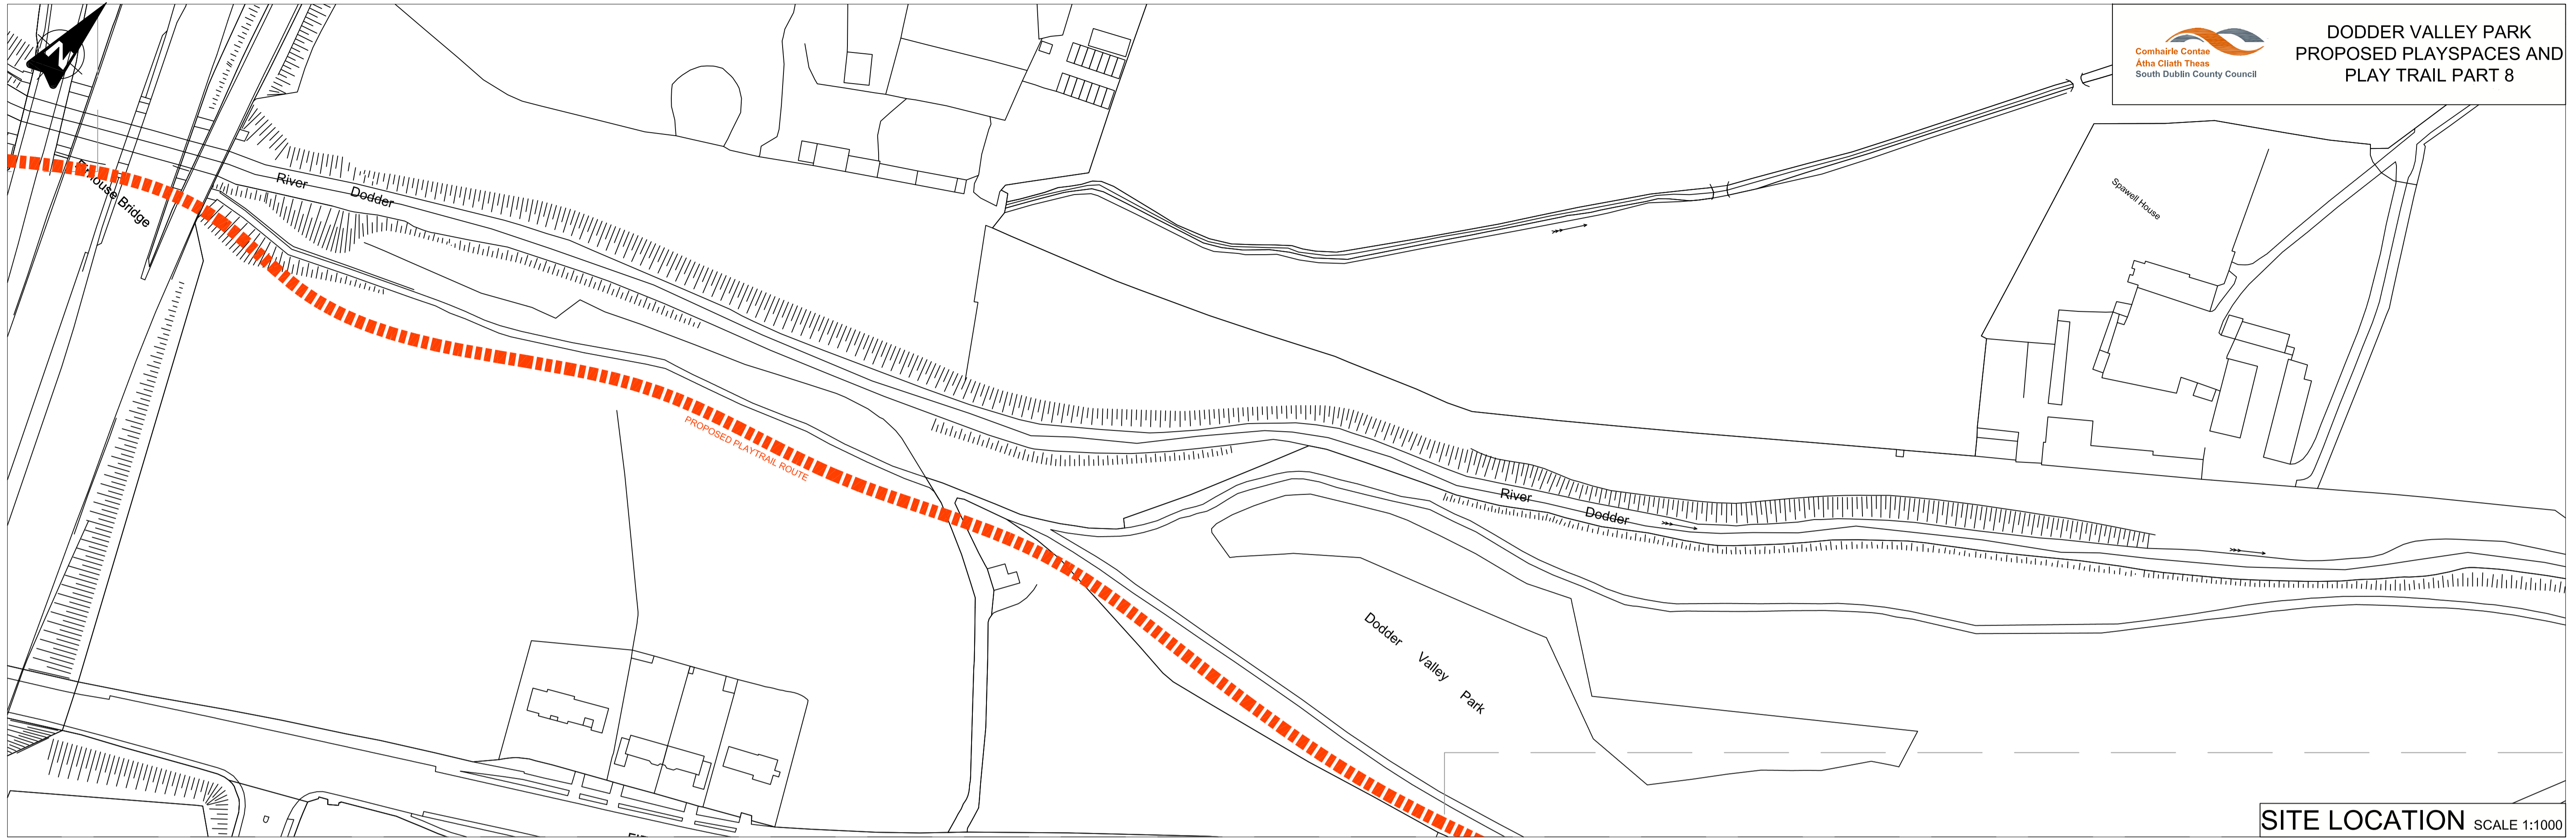 DODDER VALLEY PARK
PROPOSED PLAYSPACES AND
PLAY TRAIL PART 8
Comhairle Contae
Átha Cliath Theas
South Dublin County Council
N
Bridge
River Dodder
Spawell House
PROPOSED PLAYTRAIL ROUTE
River Dodder
Dodder Valley Park
SITE LOCATION SCALE 1:1000